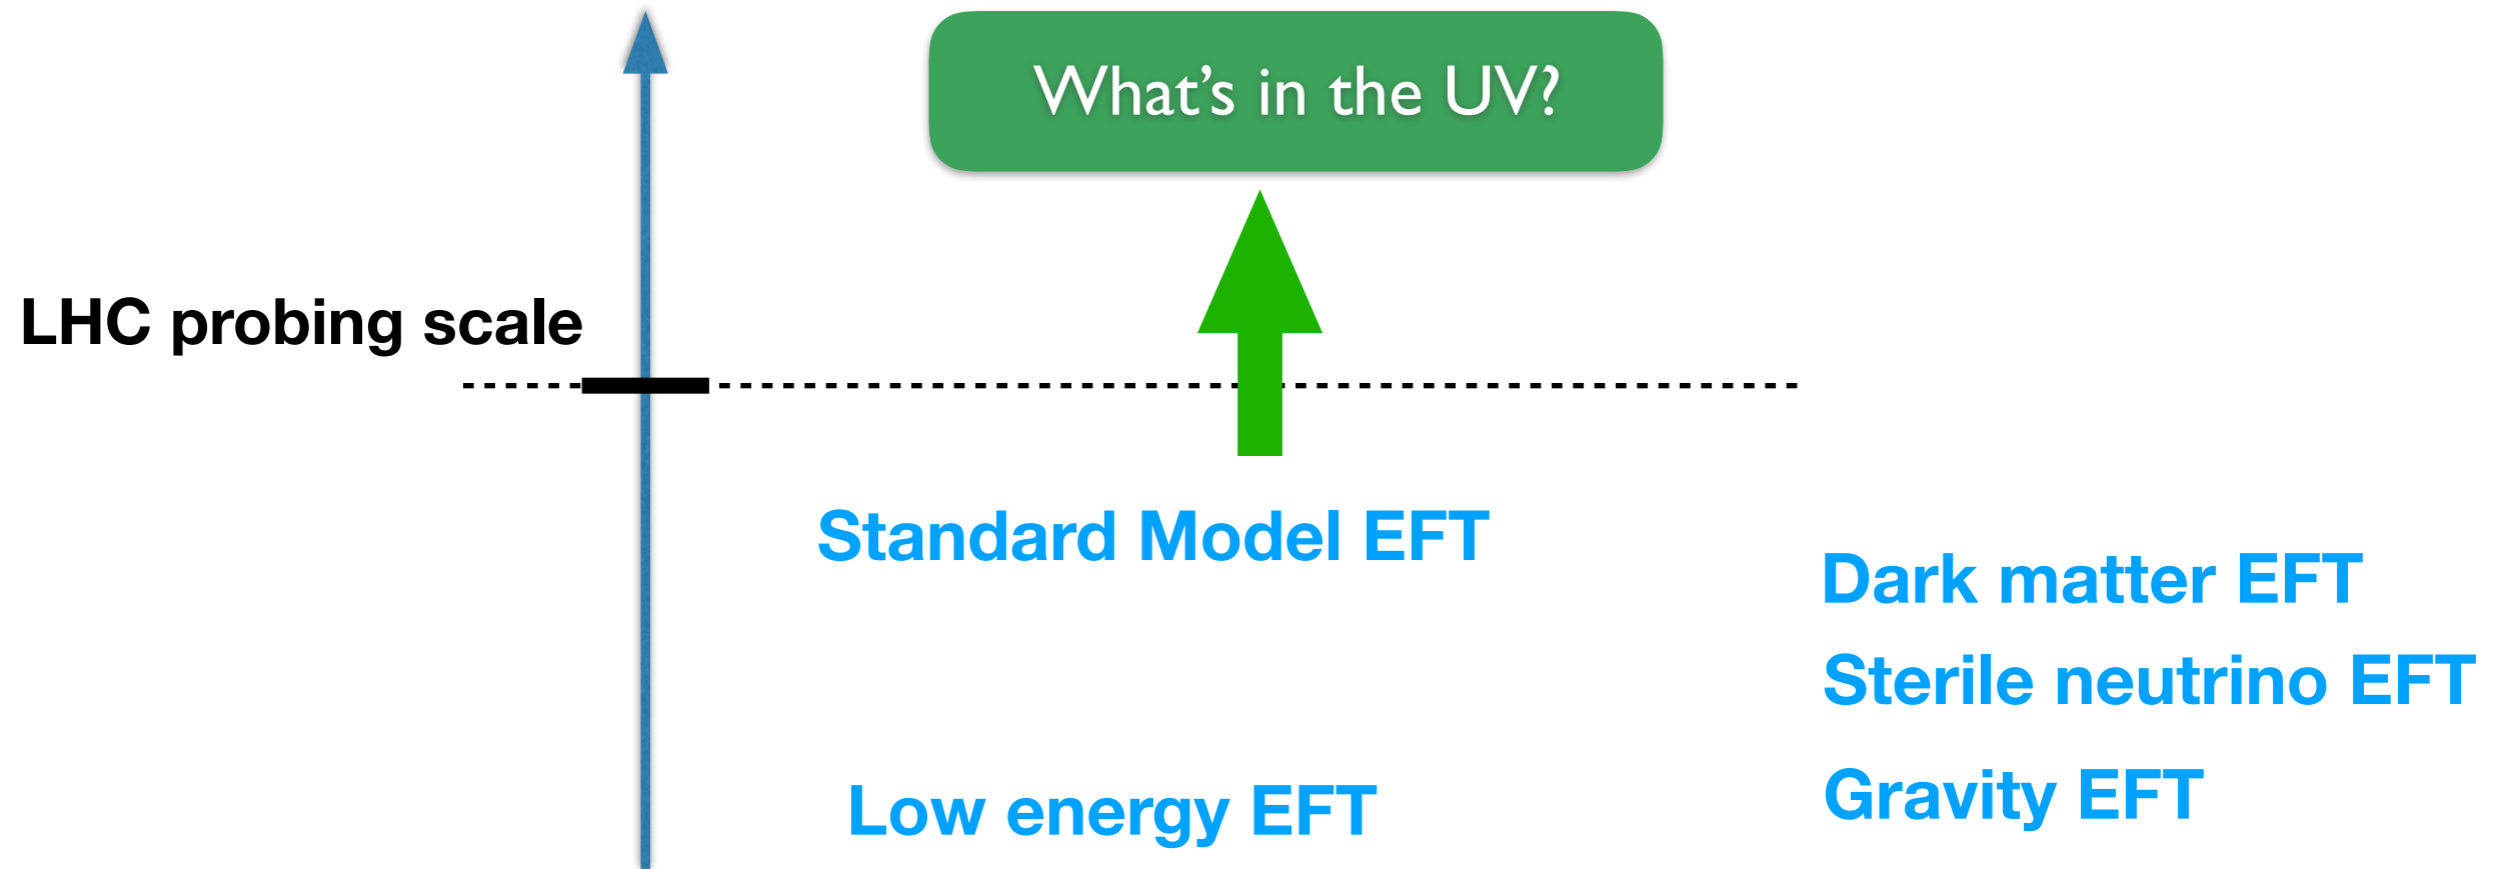 What's in the UV?
LHC probing scale
Standard Model EFT
Dark matter EFT
Sterile neutrino EFT
Gravity EFT
Low energy EFT